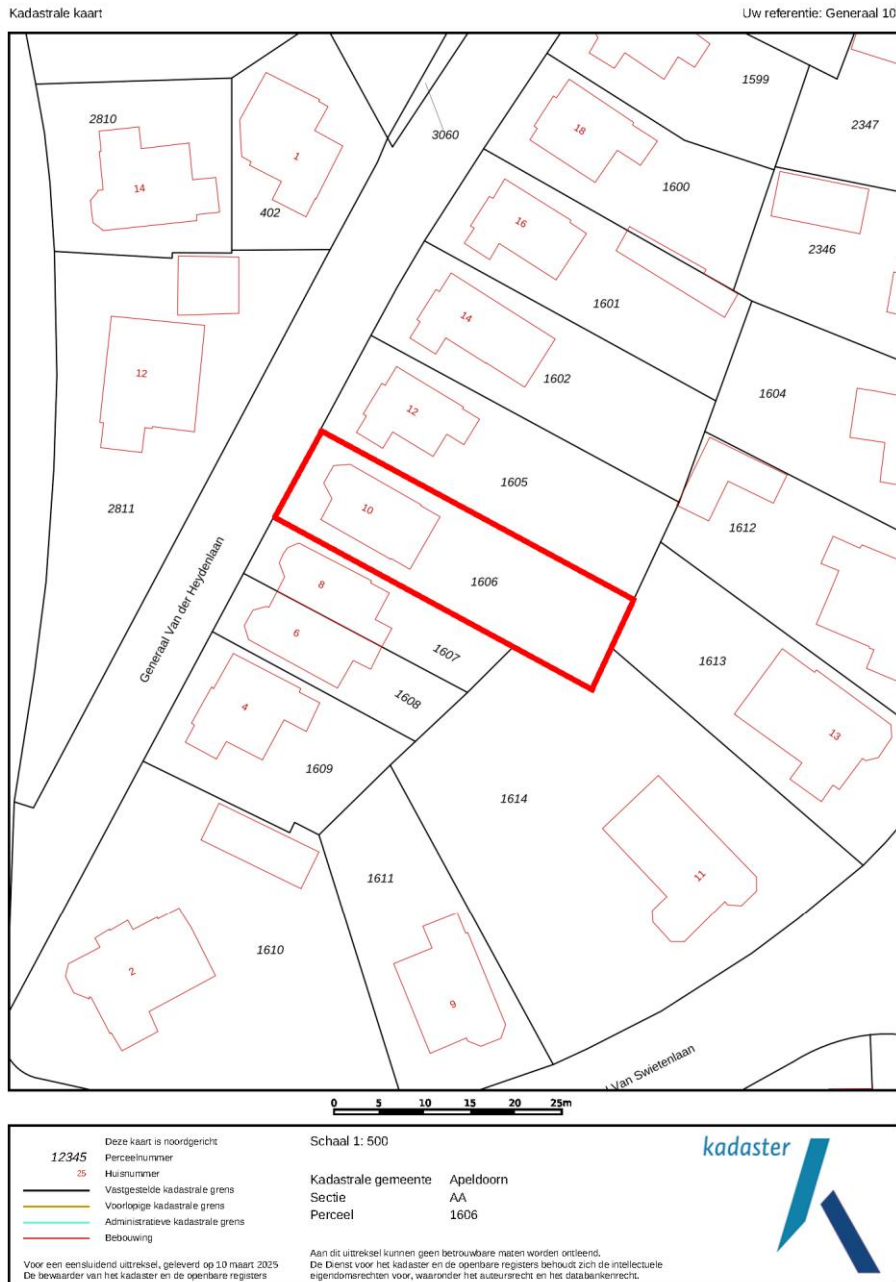 Kadastrale kaart
Uw referentie: Generaal 10
1599
2347
2810
3060
18
1
14
1600
402
16
2346
1601
14
12
1602
1604
12
1605
10
2811
1612
1606
Generaal Van der Heydenlaan
8
6
1607
1613
1608
4
13
1609
1614
1611
11
1610
2
9
l Van Swietenlaan
0 5 10 15 20 25m
Deze kaart is noordgericht
12345 Perceelnummer
25 Huisnummer
Vastgestelde kadastrale grens
Voorlopige kadastrale grens
Administratieve kadastrale grens
Bebouwing
Voor een eensluidend uittreksel, geleverd op 10 maart 2025
De bewaarder van het kadaster en de openbare registers
Schaal 1: 500
Kadastrale gemeente Apeldoorn
Sectie AA
Perceel 1606
Aan dit uittreksel kunnen geen betrouwbare maten worden ontleend.
De Dienst voor het kadaster en de openbare registers behoudt zich de intellectuele
eigendomsrechten voor, waaronder het auteursrecht en het databankenrecht.
kadaster